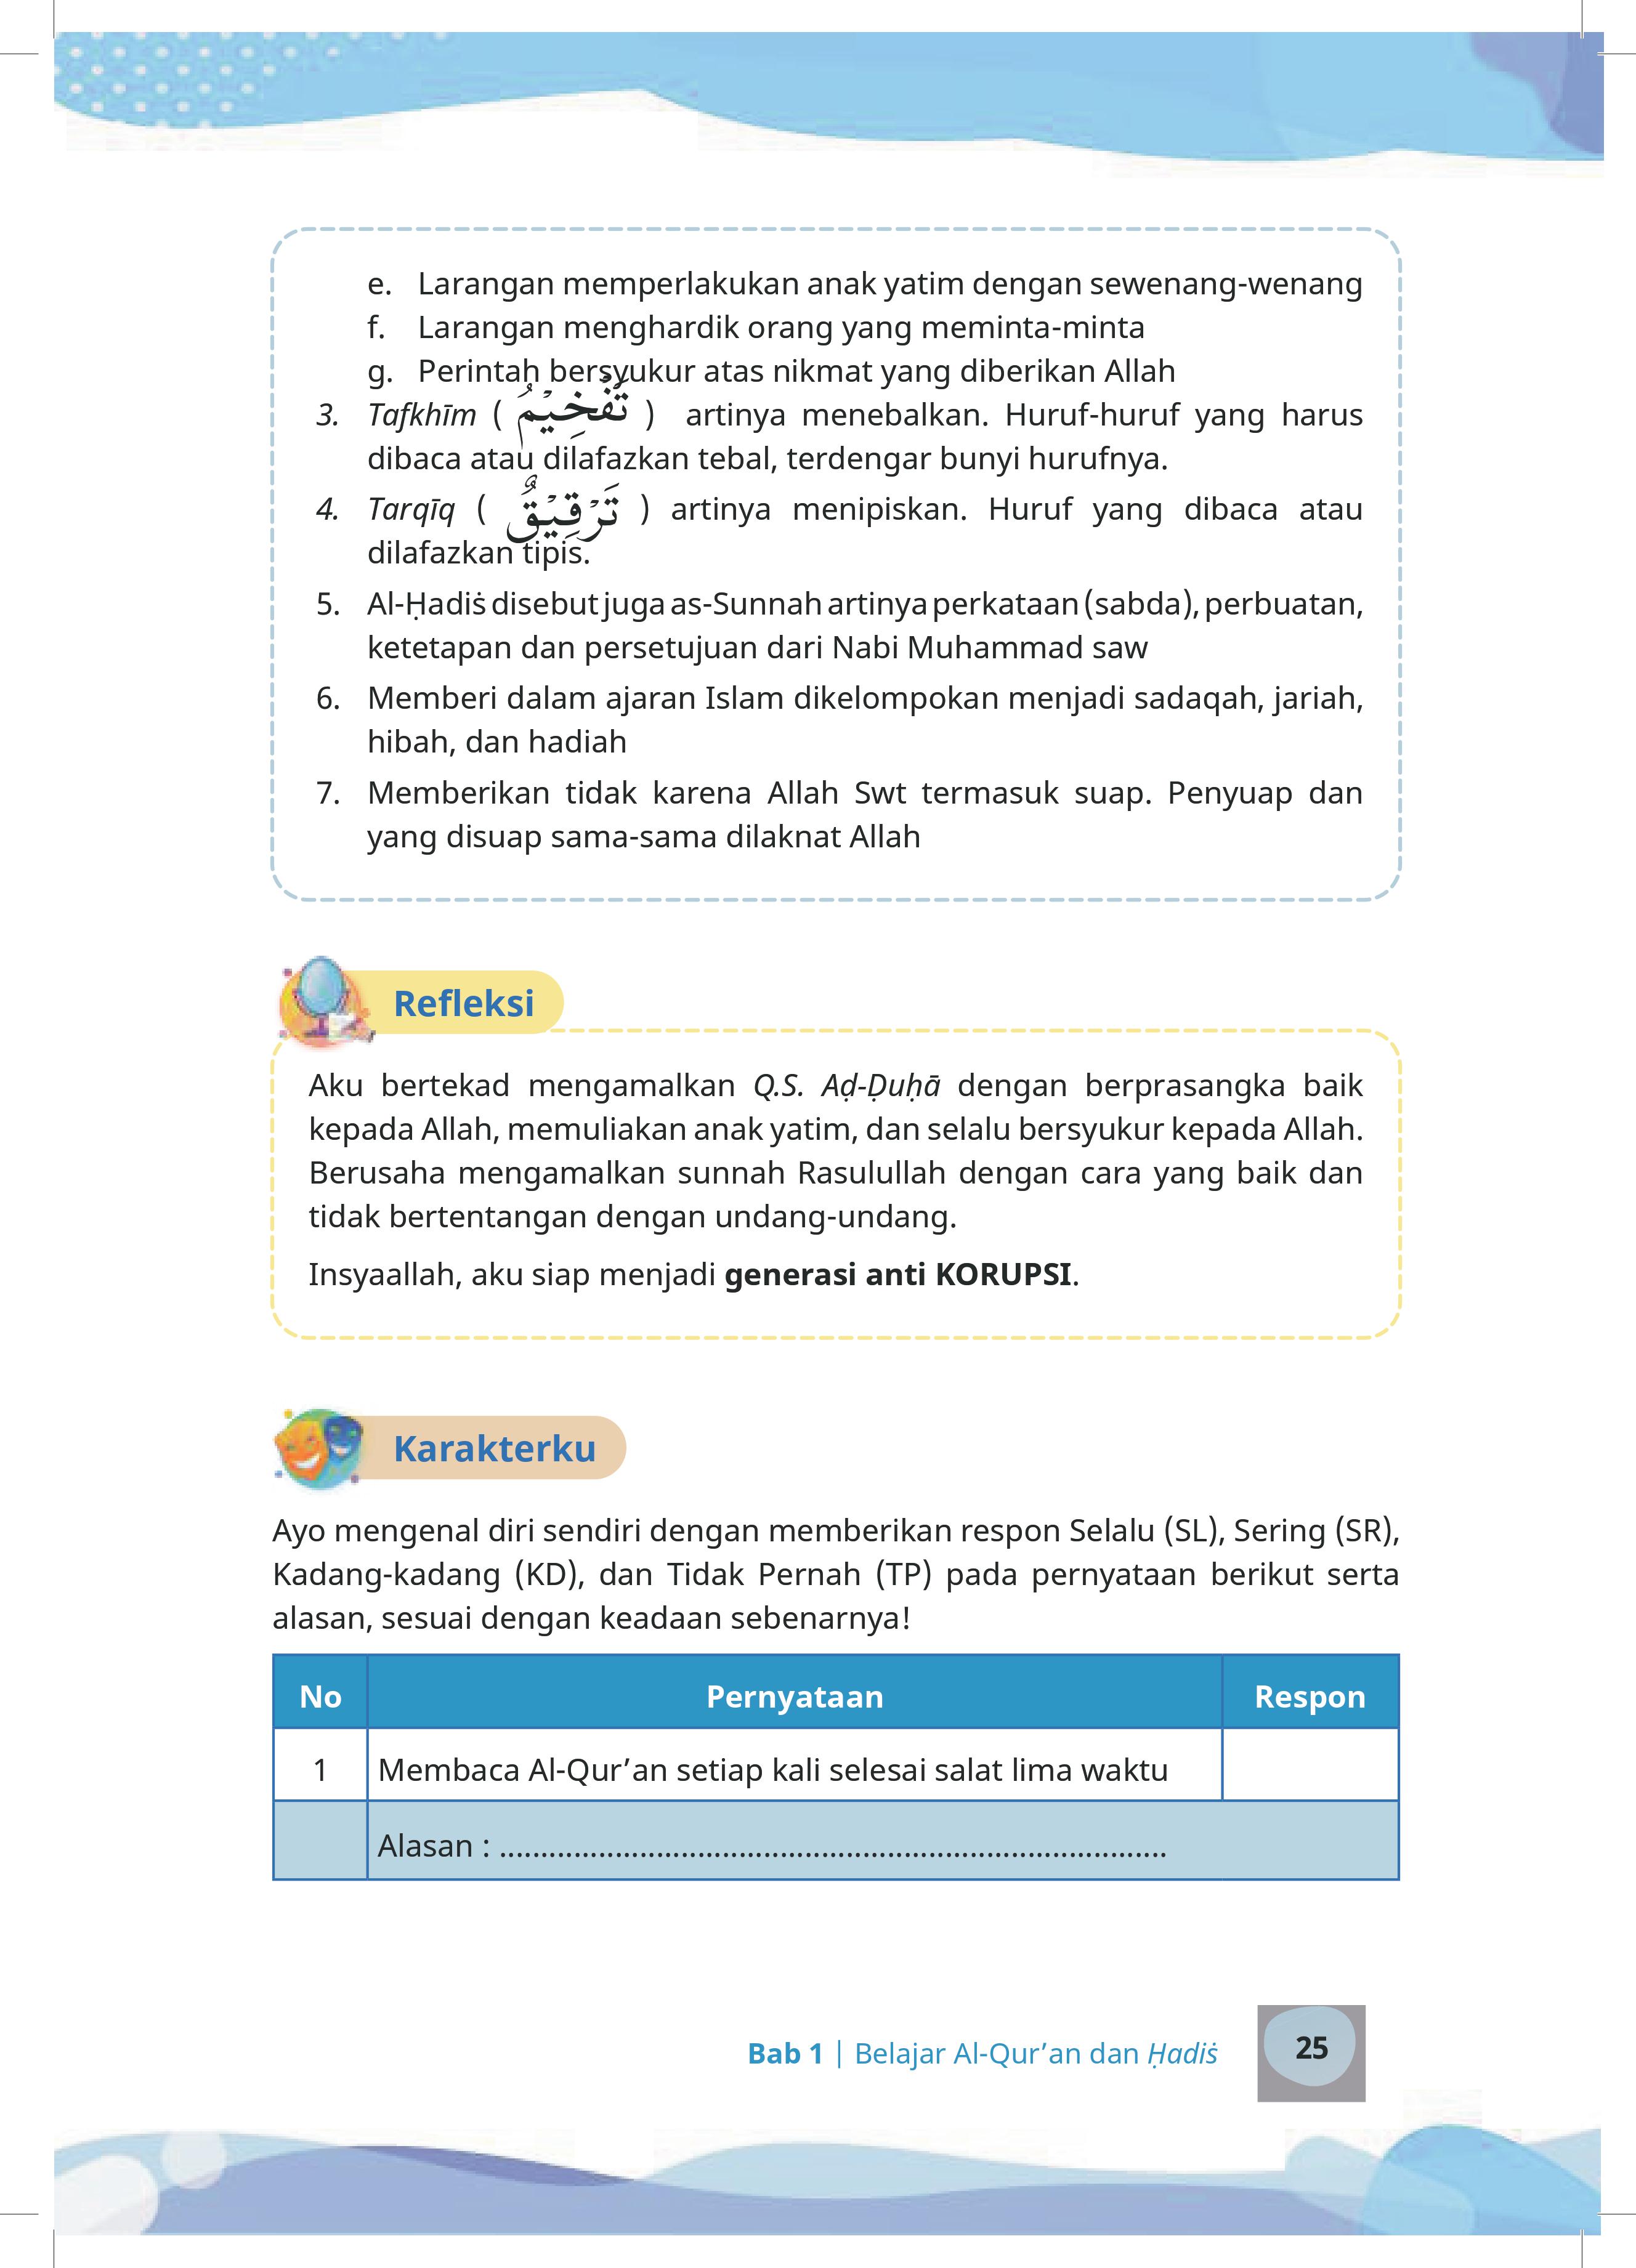 e. Larangan memperlakukan anak yatim dengan sewenang-wenang
f. Larangan menghardik orang yang meminta-minta
g. Perintah bersyukur atas nikmat yang diberikan Allah
3. Tafkhīm ( تَفْخِيْمُ ) artinya menebalkan. Huruf-huruf yang harus
dibaca atau dilafazkan tebal, terdengar bunyi hurufnya.
4. Tarqīq ( تَرْقِيْقٌ ) artinya menipiskan. Huruf yang dibaca atau
dilafazkan tipis.
5. Al-Ḥadiṡ disebut juga as-Sunnah artinya perkataan (sabda), perbuatan,
ketetapan dan persetujuan dari Nabi Muhammad saw
6. Memberi dalam ajaran Islam dikelompokan menjadi sadaqah, jariah,
hibah, dan hadiah
7. Memberikan tidak karena Allah Swt termasuk suap. Penyuap dan
yang disuap sama-sama dilaknat Allah
Refleksi
Aku bertekad mengamalkan Q.S. Aḍ-Ḍuḥā dengan berprasangka baik
kepada Allah, memuliakan anak yatim, dan selalu bersyukur kepada Allah.
Berusaha mengamalkan sunnah Rasulullah dengan cara yang baik dan
tidak bertentangan dengan undang-undang.
Insyaallah, aku siap menjadi generasi anti KORUPSI.
Karakterku
Ayo mengenal diri sendiri dengan memberikan respon Selalu (SL), Sering (SR),
Kadang-kadang (KD), dan Tidak Pernah (TP) pada pernyataan berikut serta
alasan, sesuai dengan keadaan sebenarnya!
No Pernyataan Respon
1 Membaca Al-Qur’an setiap kali selesai salat lima waktu
Alasan : .................................................................................
Bab 1 | Belajar Al-Qur’an dan Ḥadiṡ 25